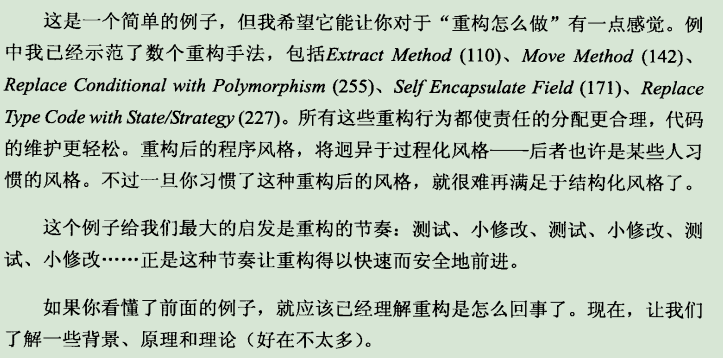 这是一个简单的例子，但我希望它能让你对于“重构怎么做”有一点感觉。例
中我已经示范了数个重构手法，包括Extract Method (110)、Move Method (142)、
Replace Conditional with Polymorphism (255)、Self Encapsulate Field (171)、Replace
Type Code with State/Strategy (227)。所有这些重构行为都使责任的分配更合理，代码
的维护更轻松。重构后的程序风格，将迥异于过程化风格——后者也许是某些人习
惯的风格。不过一旦你习惯了这种重构后的风格，就很难再满足于结构化风格了。
这个例子给我们最大的启发是重构的节奏：测试、小修改、测试、小修改、测
试、小修改……正是这种节奏让重构得以快速而安全地前进。
如果你看懂了前面的例子，就应该已经理解重构是怎么回事了。现在，让我们
了解一些背景、原理和理论（好在不太多）。